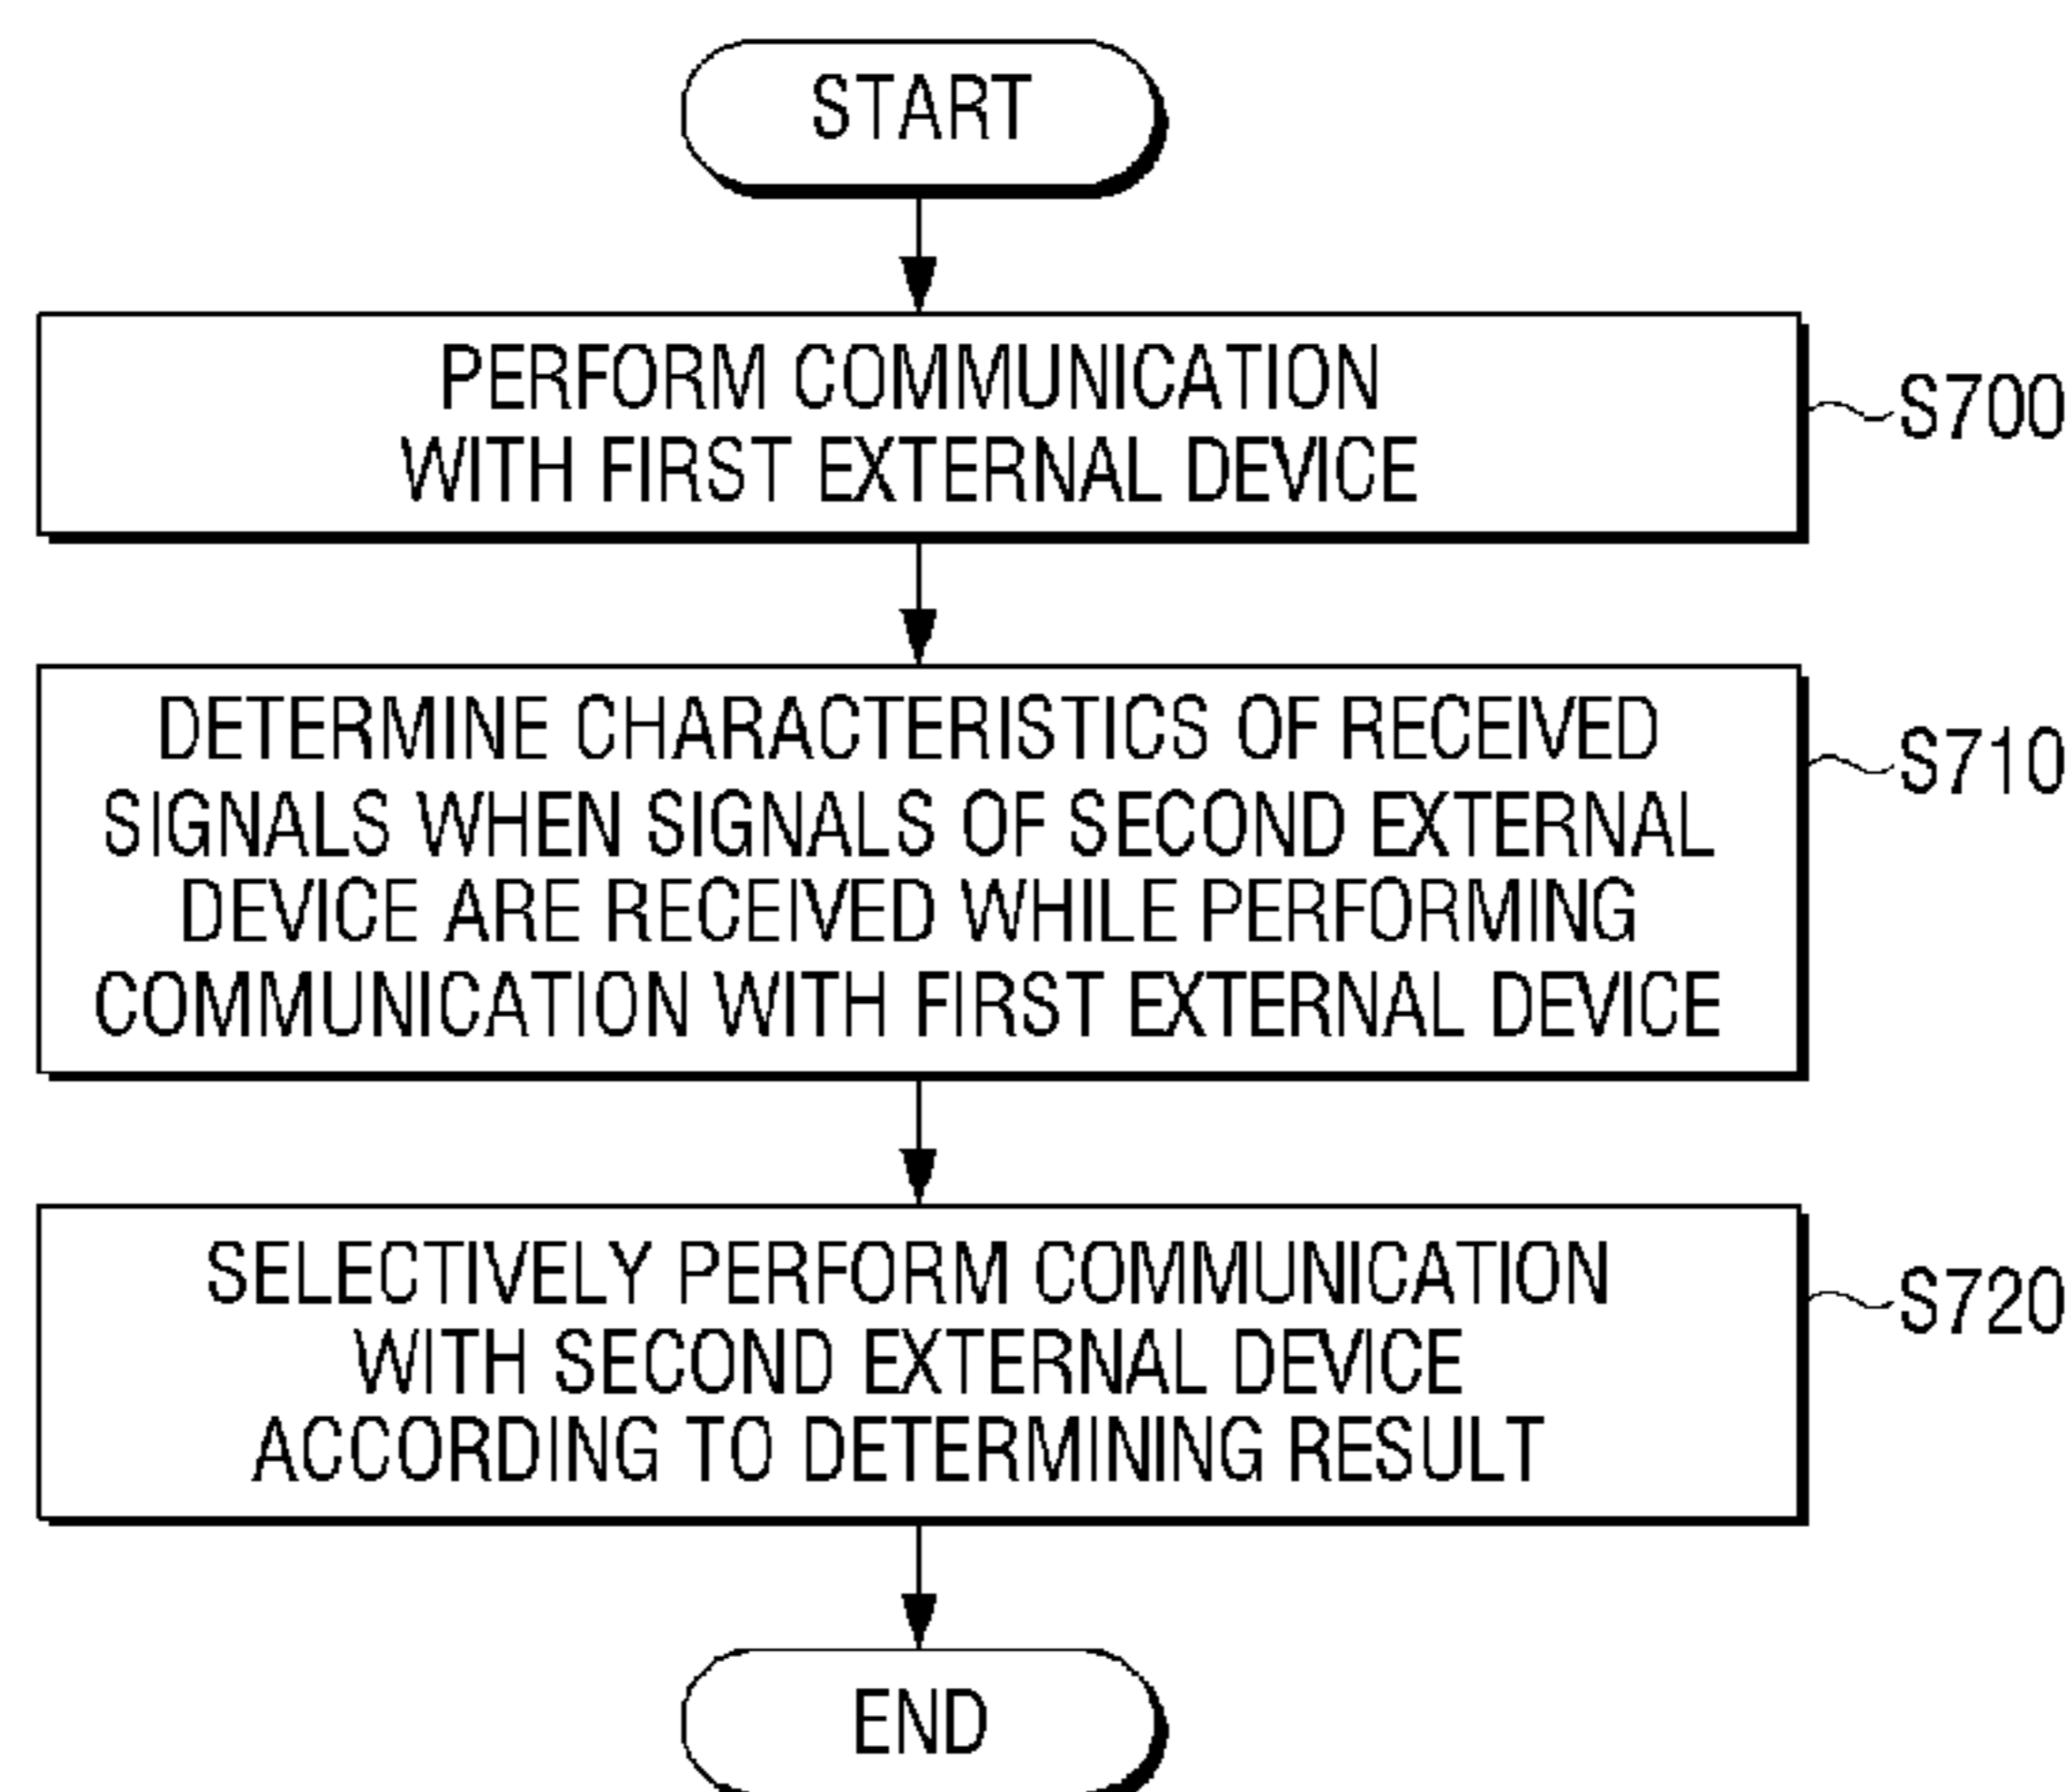 START
PERFORM COMMUNICATION
WITH FIRST EXTERNAL DEVICE
S700
DETERMINE CHARACTERISTICS OF RECEIVED
SIGNALS WHEN SIGNALS OF SECOND EXTERNAL
DEVICE ARE RECEIVED WHILE PERFORMING
COMMUNICATION WITH FIRST EXTERNAL DEVICE
S710
SELECTIVELY PERFORM COMMUNICATION
WITH SECOND EXTERNAL DEVICE
ACCORDING TO DETERMINING RESULT
S720
END